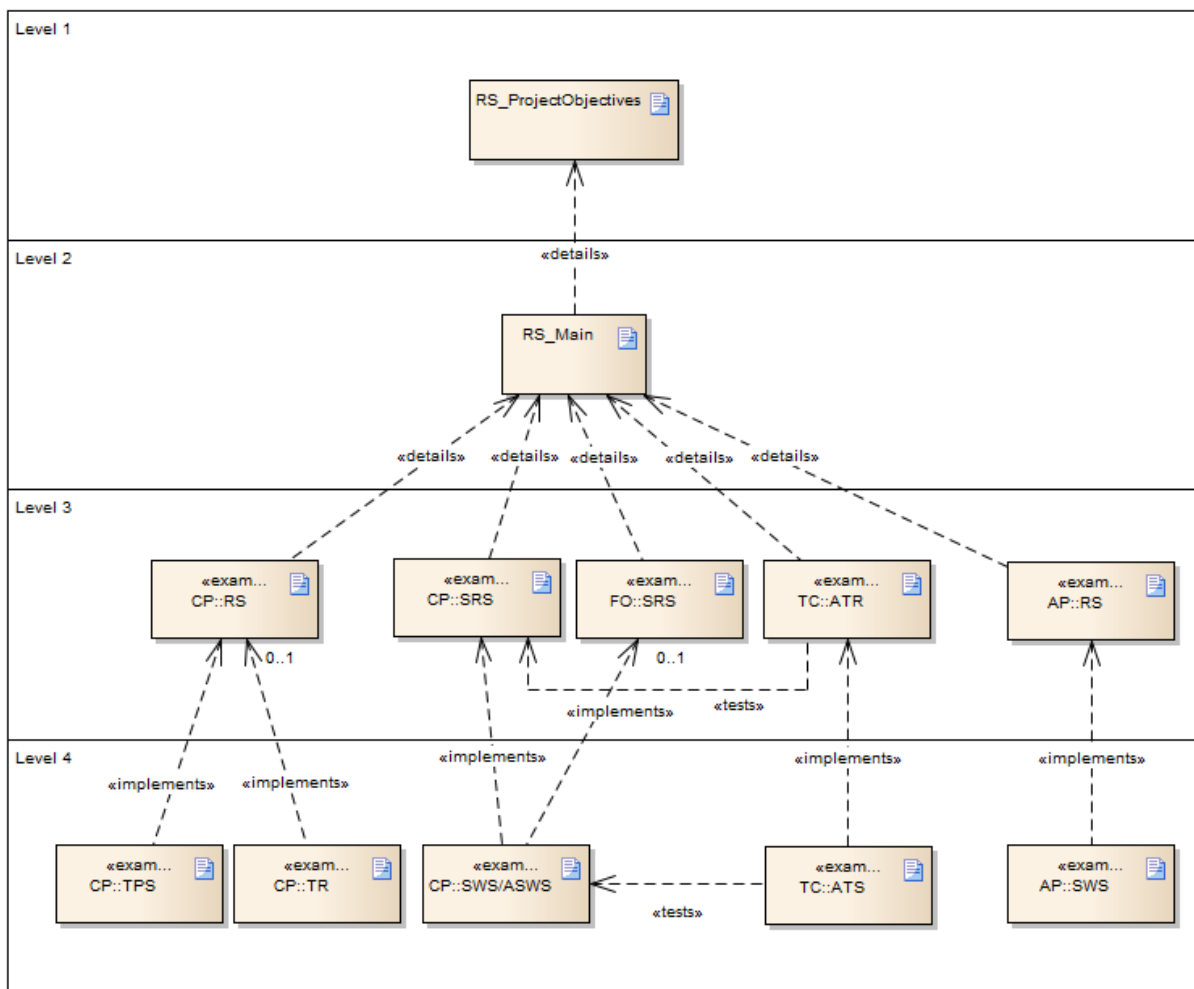 Level 1
RS_ProjectObjectives
«details»
Level 2
RS_Main
«details»
«details»
«details»
«details»
«details»
Level 3
«exam...
CP::RS
«exam...
CP::SRS
«exam...
FO::SRS
«exam...
TC::ATR
«exam...
AP::RS
0..1
0..1
«implements»
«tests»
Level 4
«implements»
«implements»
«implements»
«implements»
«implements»
«exam...
CP::TPS
«exam...
CP::TR
«exam...
CP::SWS/ASWS
«exam...
TC::ATS
«exam...
AP::SWS
«tests»